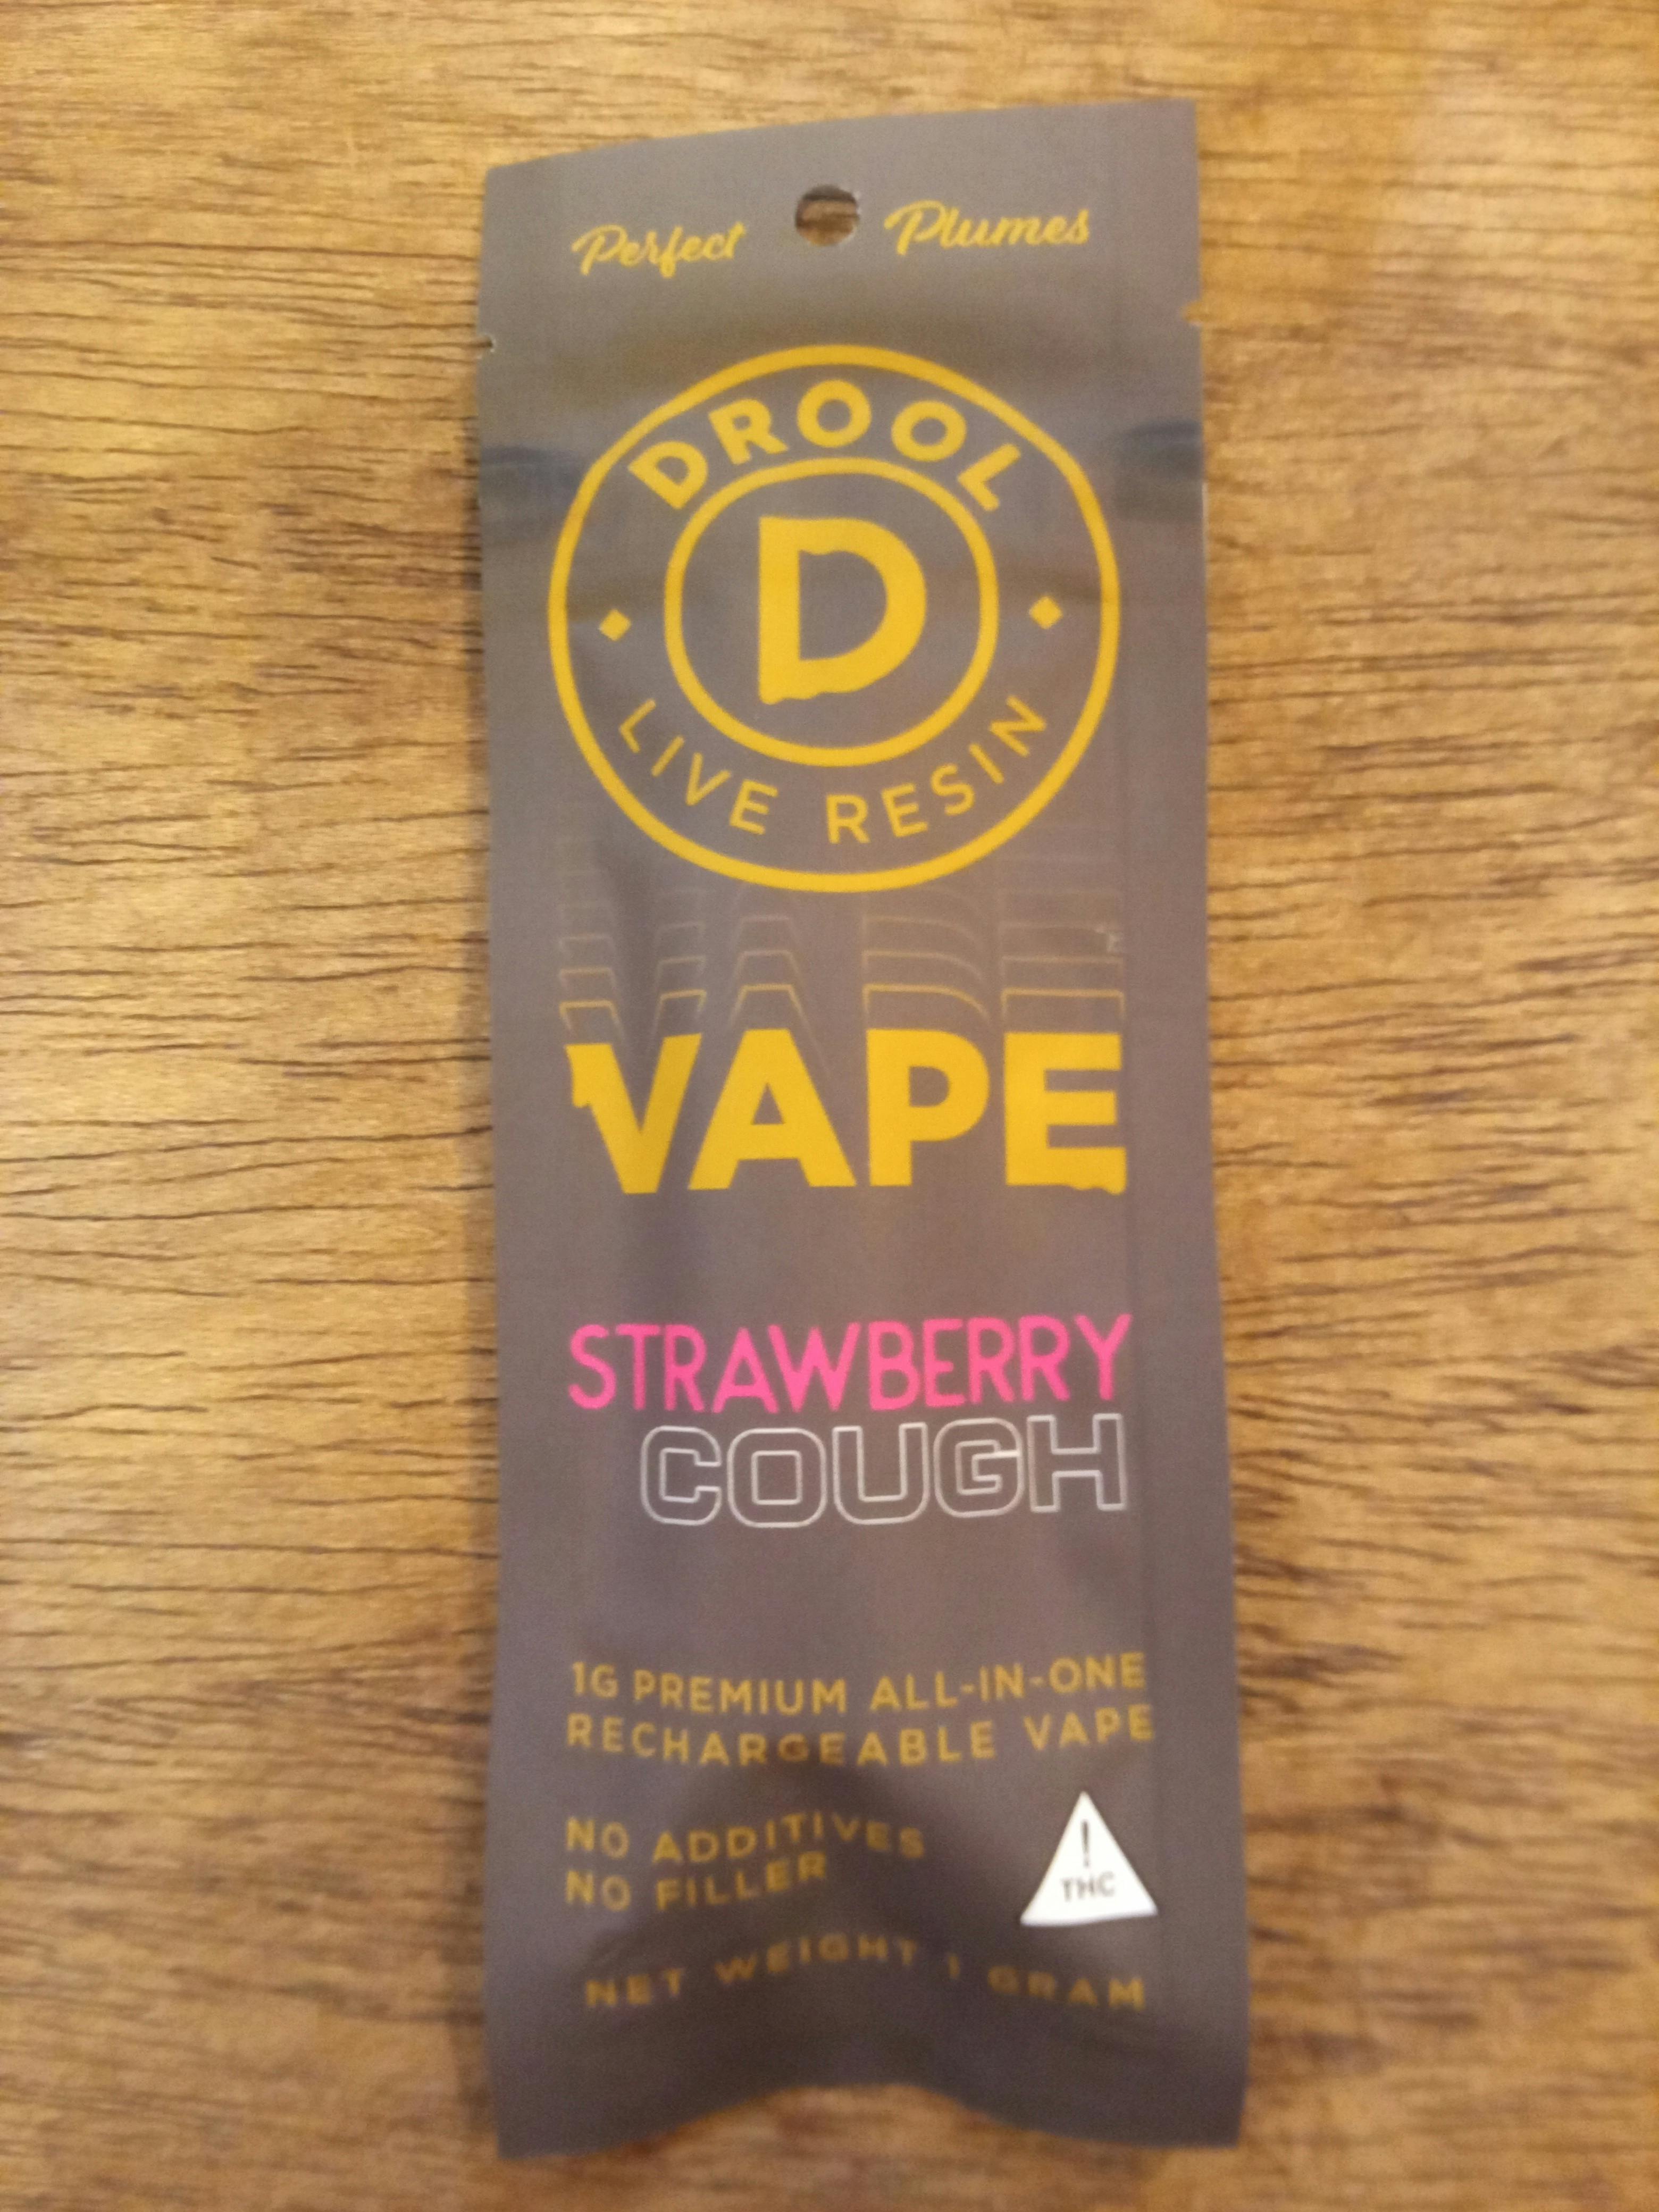 Perfect Plumes
DROOL
D
LIVE RESIN
VAPE
STRAWBERRY
COUGH
1G PREMIUM ALL-IN-ONE
RECHARGEABLE VAPE
NO ADDITIVES
NO FILLER
!
THC
NET WEIGHT 1 GRAM